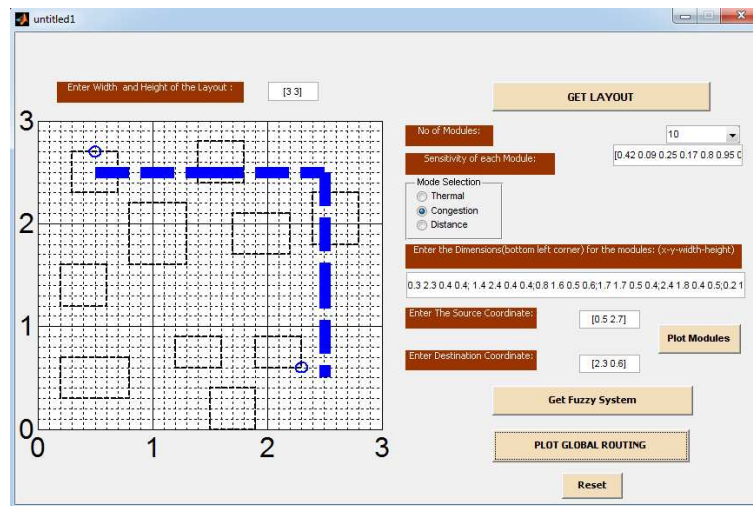 untitled1
Enter Width and Height of the Layout :
[3 3]
GET LAYOUT
No of Modules:
10
Sensitivity of each Module:
[0.42 0.09 0.25 0.17 0.8 0.95 0
Mode Selection
Thermal
Congestion
Distance
Enter the Dimensions(bottom left corner) for the modules: (x-y-width-height)
0.3 2.3 0.4 0.4; 1.4 2.4 0.4 0.4;0.8 1.6 0.5 0.6;1.7 1.7 0.5 0.4;2.4 1.8 0.4 0.5;0.2 1
Enter The Source Coordinate:
[0.5 2.7]
Plot Modules
Enter Destination Coordinate:
[2.3 0.6]
Get Fuzzy System
PLOT GLOBAL ROUTING
Reset
3
2
1
0
0 1 2 3